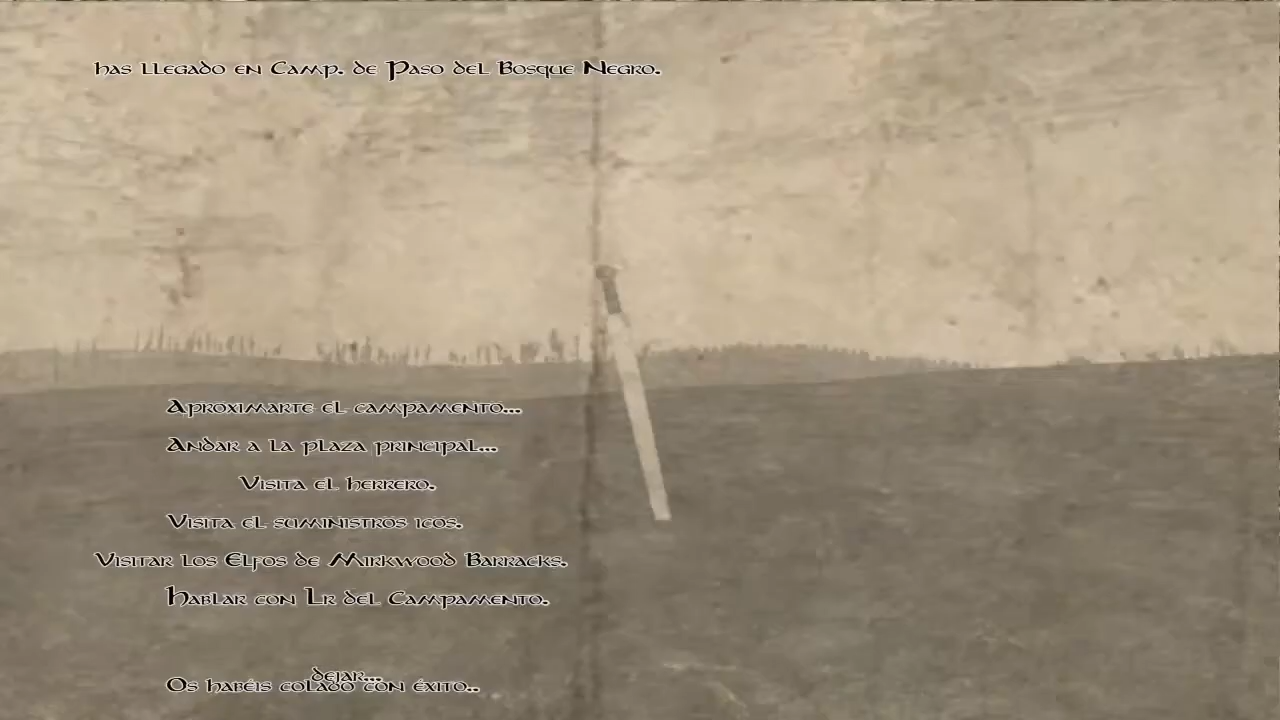 has llegado en Camp. de Paso del Bosque Negro.
Aproximarte el campamento...
Andar a la plaza principal...
Visita el herrero.
Visita el suministros icos.
Visitar los Elfos de Mirkwood Barracks.
Hablar con Lr del Campamento.
dejar...
Os habéis colado con éxito..